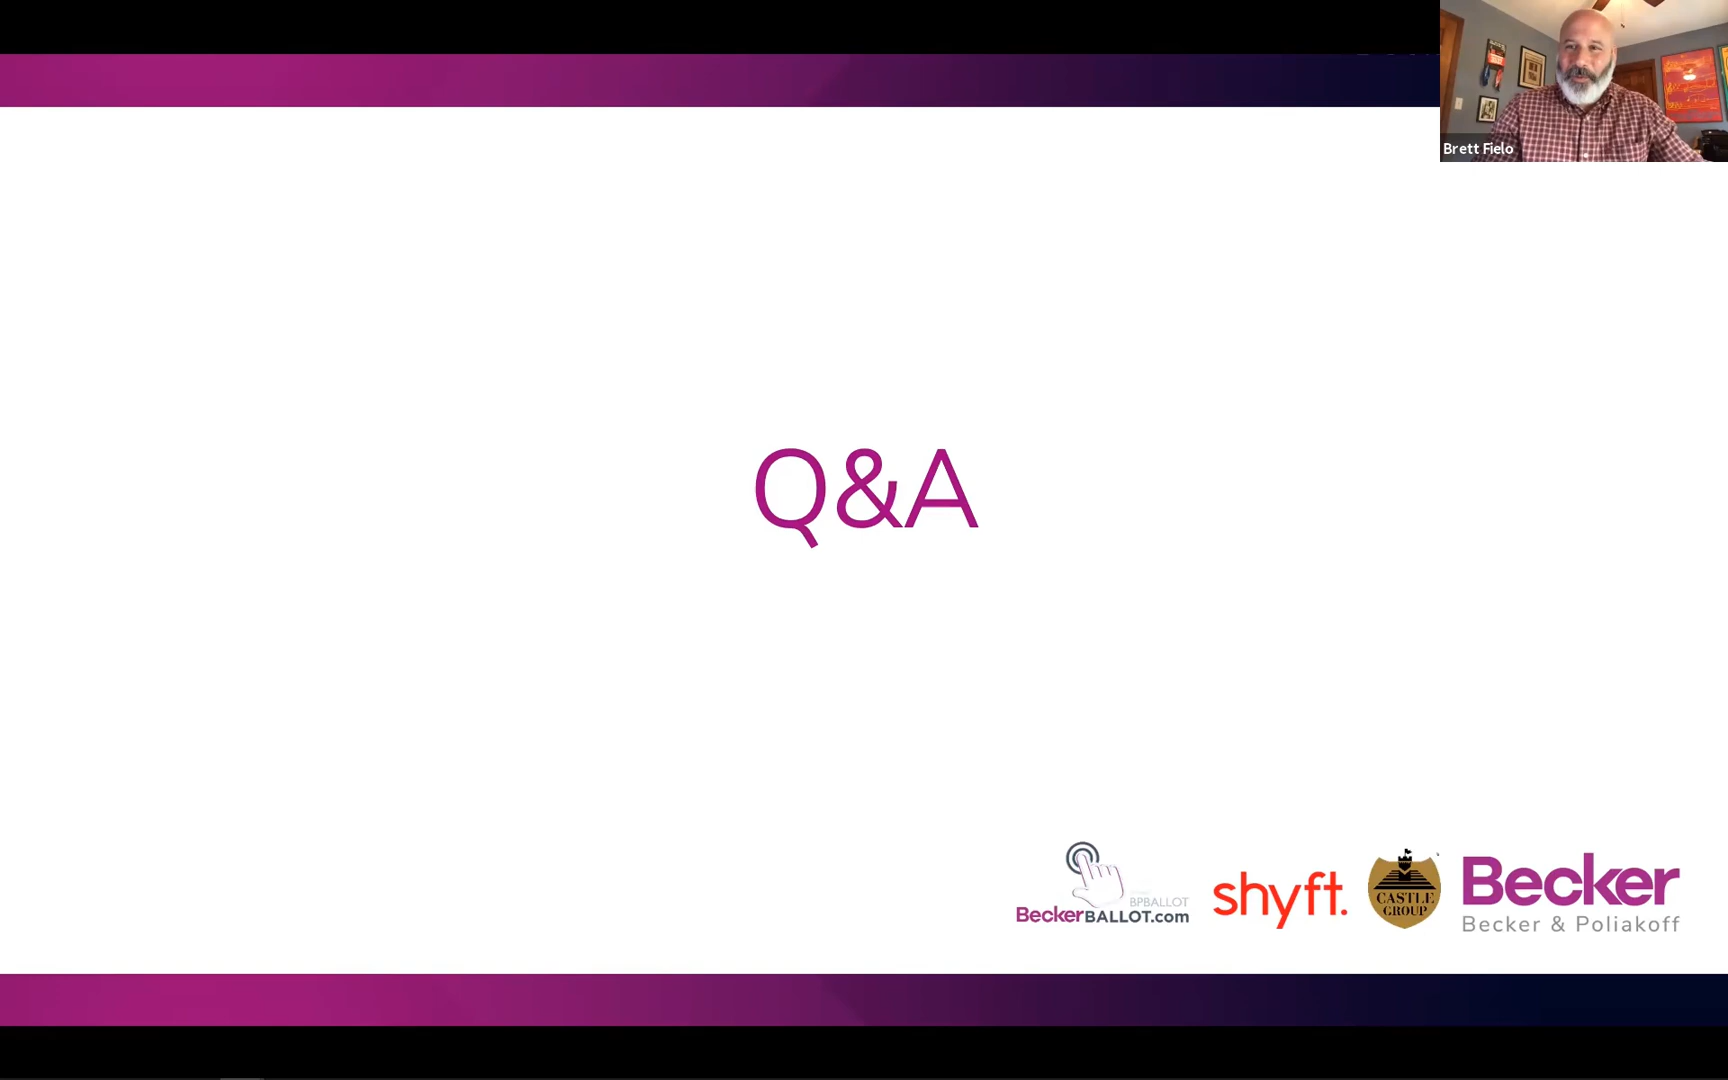 Brett Fielo
Q&A
BPBALLOT
BeckerBALLOT.com
shyft.
CASTLE
GROUP
Becker
Becker & Poliakoff